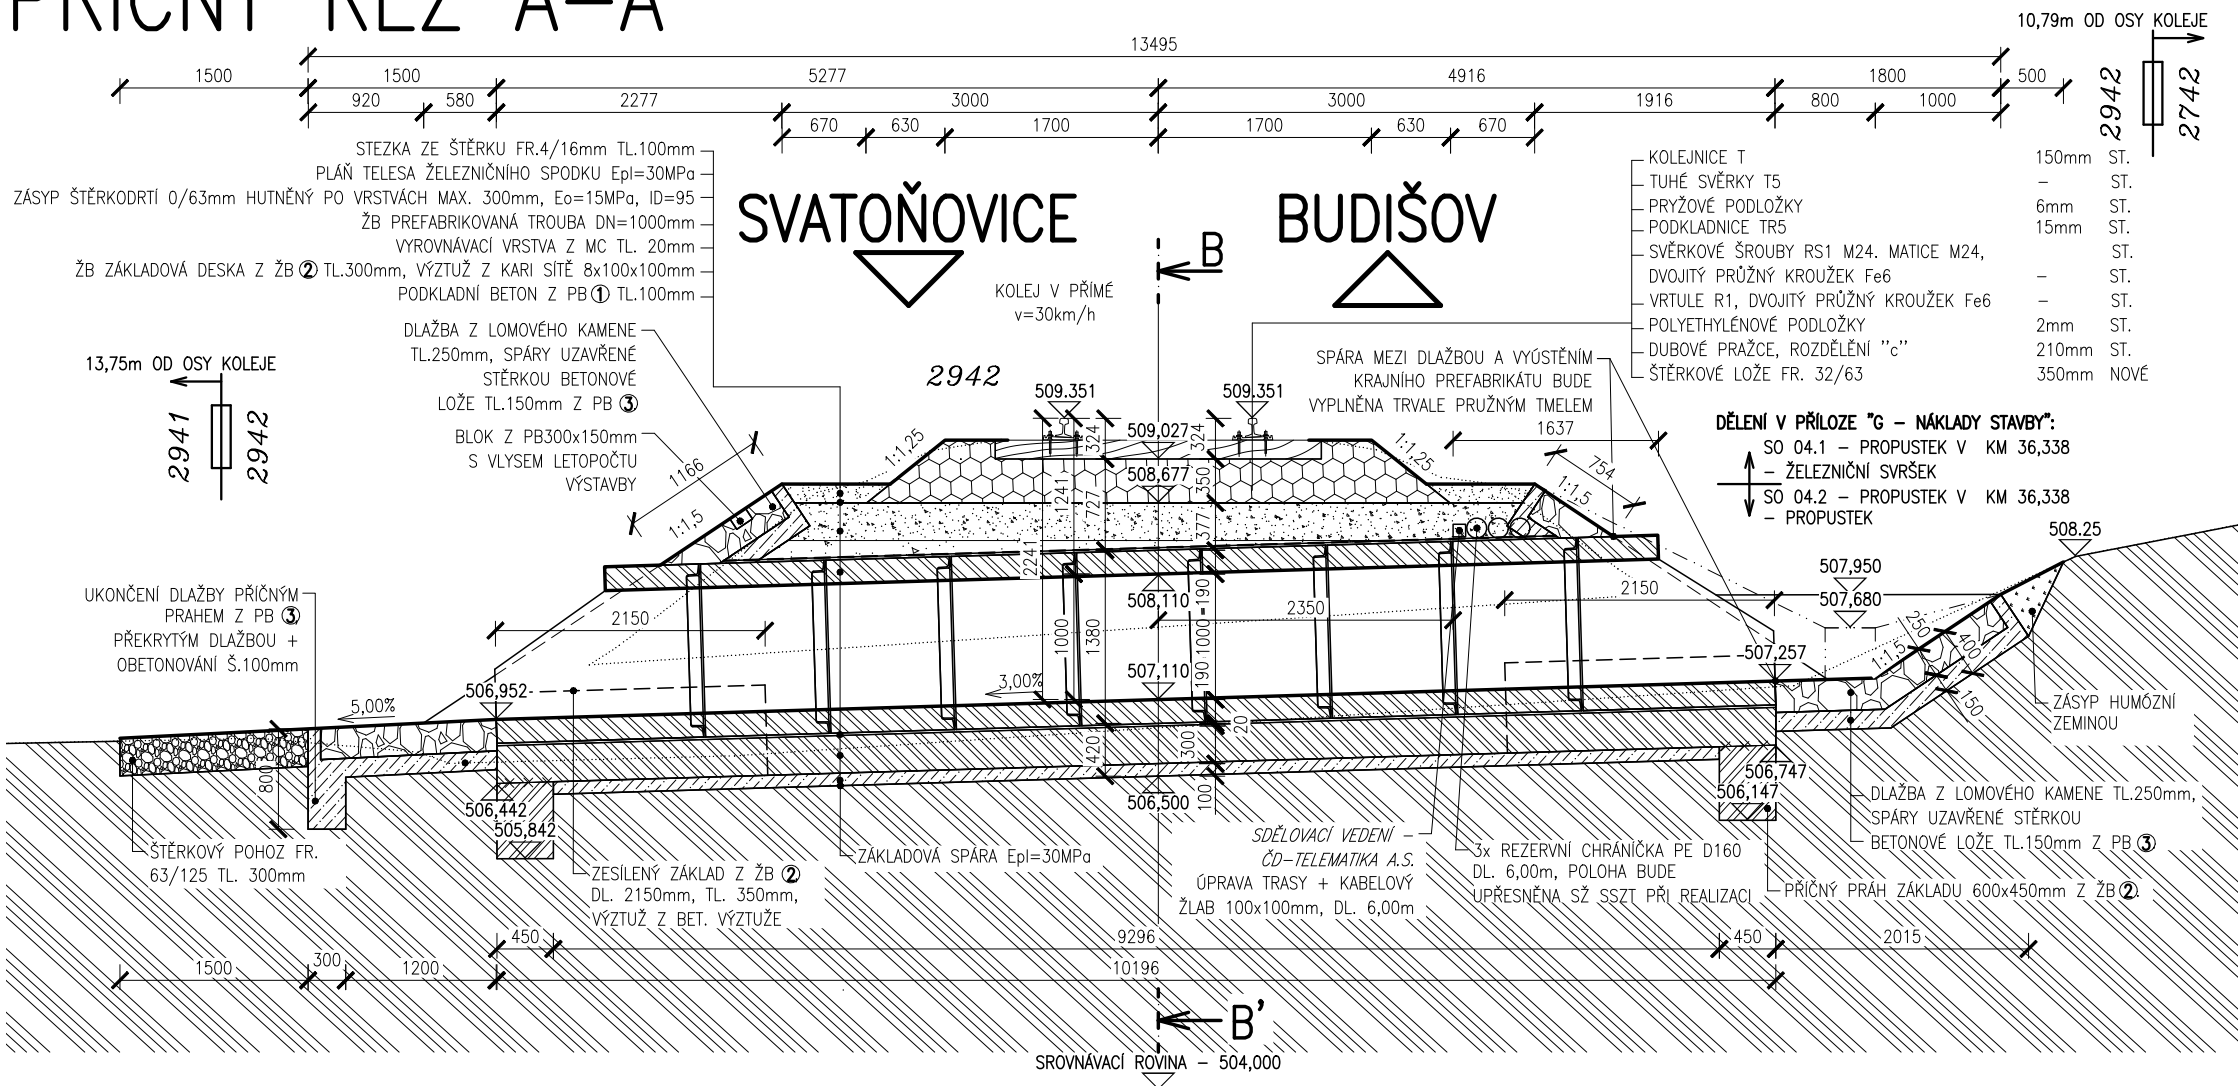 PŘÍČNÝ ŘEZ A–A
10,79m OD OSY KOLEJE
2942
2742
13495
1500
1500
5277
4916
1800
500
920
580
2277
3000
3000
1916
800
1000
670
630
1700
1700
630
670
STEZKA ZE ŠTĚRKU FR.4/16mm TL.100mm
PLÁŇ TELESA ŽELEZNIČNÍHO SPODKU Epl=30MPa
ZÁSYP ŠTĚRKODRTÍ 0/63mm HUTNĚNÝ PO VRSTVÁCH MAX. 300mm, Eo=15MPa, ID=95
ŽB PREFABRIKOVANÁ TROUBA DN=1000mm
VYROVNÁVACÍ VRSTVA Z MC TL. 20mm
ŽB ZÁKLADOVÁ DESKA Z ŽB ② TL.300mm, VÝZTUŽ Z KARI SÍTĚ 8x100x100mm
PODKLADNÍ BETON Z PB ① TL.100mm
SVATOŇOVICE
BUDIŠOV
B
KOLEJ V PŘÍMÉ
v=30km/h
KOLEJNICE T 150mm ST.
TUHÉ SVĚRKY T5 – ST.
PRYŽOVÉ PODLOŽKY 6mm ST.
PODKLADNICE TR5 15mm ST.
SVĚRKOVÉ ŠROUBY RS1 M24. MATICE M24, ST.
DVOJITÝ PRŮŽNÝ KROUŽEK Fe6 – ST.
VRTULE R1, DVOJITÝ PRŮŽNÝ KROUŽEK Fe6 – ST.
POLYETHYLÉNOVÉ PODLOŽKY 2mm ST.
DUBOVÉ PRAŽCE, ROZDĚLENÍ ''c'' 210mm ST.
ŠTĚRKOVÉ LOŽE FR. 32/63 350mm NOVÉ
DLAŽBA Z LOMOVÉHO KAMENE
TL.250mm, SPÁRY UZAVŘENÉ
STĚRKOU BETONOVÉ
LOŽE TL.150mm Z PB ③
BLOK Z PB300x150mm
S VLYSEM LETOPOČTU
VÝSTAVBY
13,75m OD OSY KOLEJE
2941
2942
2942
SPÁRA MEZI DLAŽBOU A VYÚSTĚNÍM
KRAJNÍHO PREFABRIKÁTU BUDE
VYPLNĚNA TRVALE PRUŽNÝM TMELEM
DĚLENÍ V PŘÍLOZE "G – NÁKLADY STAVBY":
SO 04.1 – PROPUSTEK V KM 36,338
– ŽELEZNIČNÍ SVRŠEK
SO 04.2 – PROPUSTEK V KM 36,338
– PROPUSTEK
509.351
509.351
509,027
508,677
324
324
1:1,25
1:1,25
1166
1:1,5
1637
754
1:1,5
1241
727
350
377
2241
508.25
507,950
507,680
UKONČENÍ DLAŽBY PŘÍČNÝM
PRAHEM Z PB ③,
PŘEKRYTÝM DLAŽBOU +
OBETONOVÁNÍ Š.100mm
2150
508,110
2350
2150
1000
1380
190
1000
190
507,110
3,00%
507,257
250
400
150
1:1,5
506,952
5,00%
ZÁSYP HUMÓZNÍ
ZEMINOU
800
420
300
20
100
506,442
505,842
506,500
506,747
506,147
DLAŽBA Z LOMOVÉHO KAMENE TL.250mm,
SPÁRY UZAVŘENÉ STĚRKOU
BETONOVÉ LOŽE TL.150mm Z PB ③
ŠTĚRKOVÝ POHOZ FR.
63/125 TL. 300mm
ZESÍLENÝ ZÁKLAD Z ŽB ②
DL. 2150mm, TL. 350mm,
VÝZTUŽ Z BET. VÝZTUŽE
ZÁKLADOVÁ SPÁRA Epl=30MPa
SDĚLOVACÍ VEDENÍ –
ČD–TELEMATIKA A.S.
ÚPRAVA TRASY + KABELOVÝ
ŽLAB 100x100mm, DL. 6,00m
3x REZERVNÍ CHRÁNÍČKA PE D160
DL. 6,00m, POLOHA BUDE
UPŘESNĚNA SŽ SSZT PŘI REALIZACI
PŘÍČNÝ PRÁH ZÁKLADU 600x450mm Z ŽB ②.
450
9296
450
2015
1500
300
1200
10196
B'
SROVNÁVACÍ ROVINA – 504,000